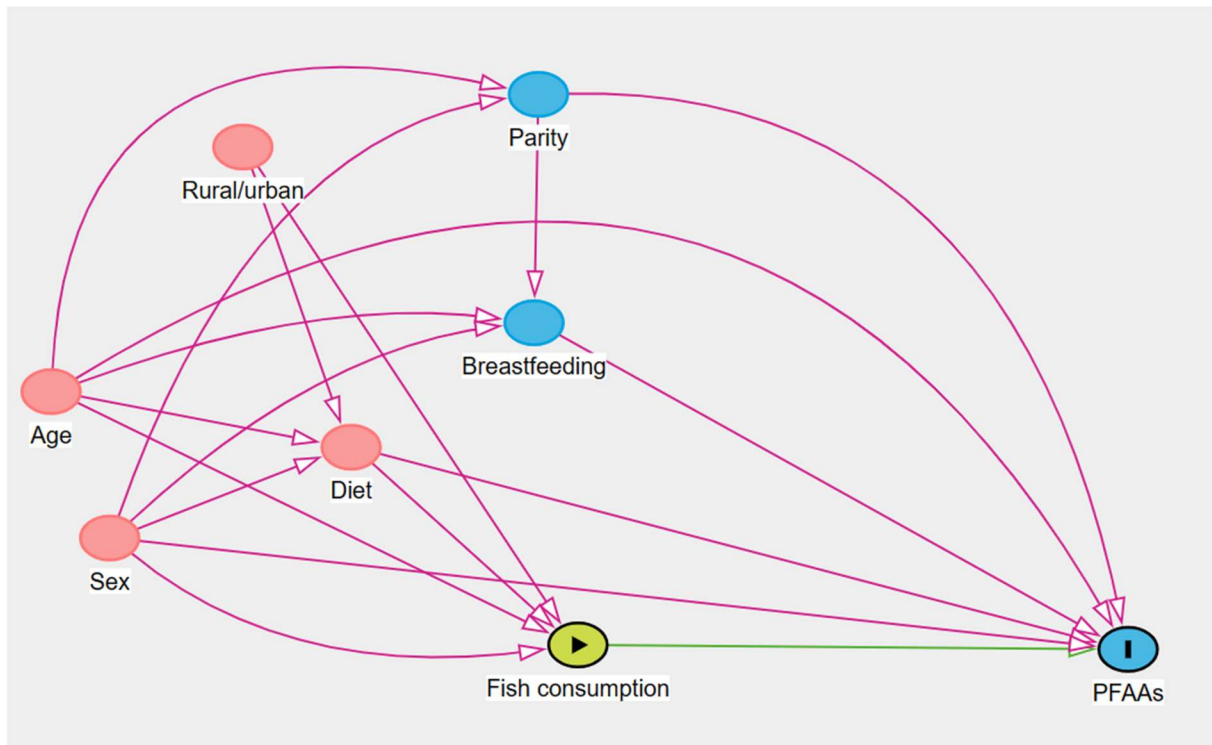 Parity
Rural/urban
Breastfeeding
Age
Diet
Sex
Fish consumption
PFAAs